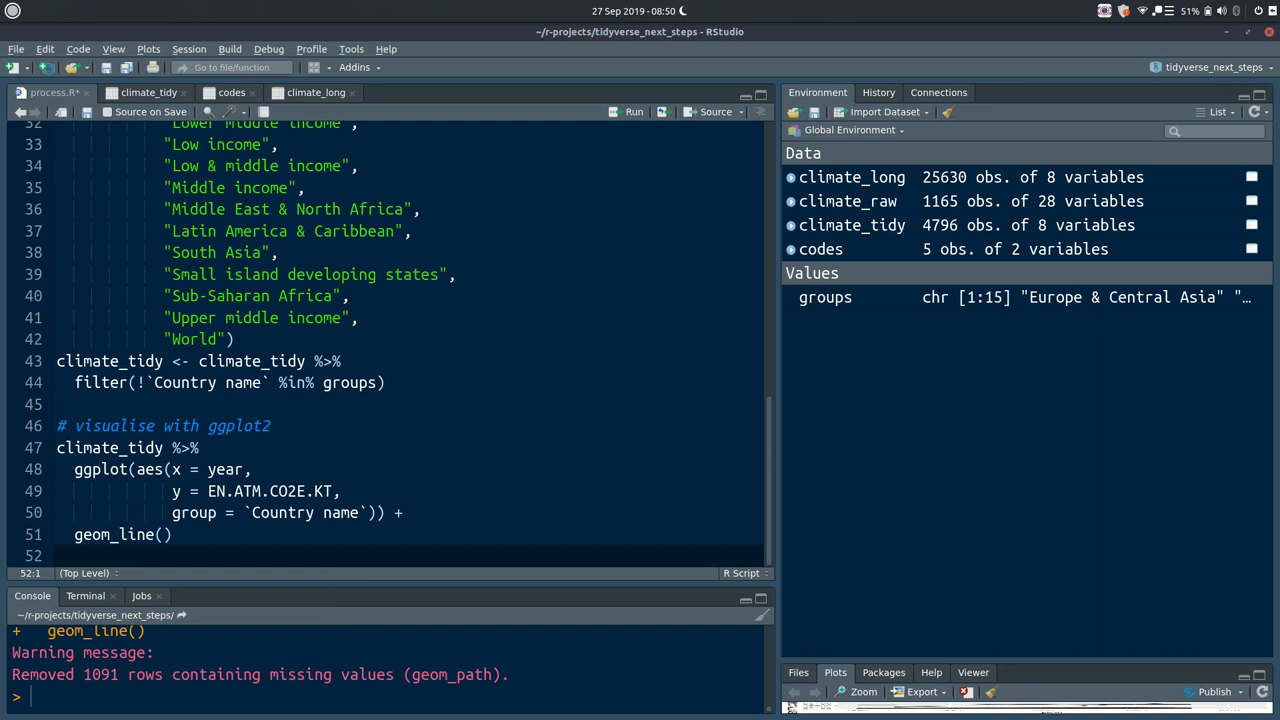 27 Sep 2019 - 08:50
51%
~/r-projects/tidyverse_next_steps - RStudio
File Edit Code View Plots Session Build Debug Profile Tools Help
Go to file/function Addins tidyverse_next_steps
process.R* climate_tidy codes climate_long
Source on Save Run Source
32 "Lower middle income",
33 "Low income",
34 "Low & middle income",
35 "Middle income",
36 "Middle East & North Africa",
37 "Latin America & Caribbean",
38 "South Asia",
39 "Small island developing states",
40 "Sub-Saharan Africa",
41 "Upper middle income",
42 "World")
43 climate_tidy <- climate_tidy %>%
44 filter(!`Country name` %in% groups)
45
46 # visualise with ggplot2
47 climate_tidy %>%
48 ggplot(aes(x = year,
49 y = EN.ATM.CO2E.KT,
50 group = `Country name`)) +
51 geom_line()
52
52:1 (Top Level) R Script
Console Terminal Jobs
~/r-projects/tidyverse_next_steps/
+ geom_line()
Warning message:
Removed 1091 rows containing missing values (geom_path).
>
Environment History Connections
Import Dataset List
Global Environment
Data
climate_long 25630 obs. of 8 variables
climate_raw 1165 obs. of 28 variables
climate_tidy 4796 obs. of 8 variables
codes 5 obs. of 2 variables
Values
groups chr [1:15] "Europe & Central Asia" "…
Files Plots Packages Help Viewer
Zoom Export Publish